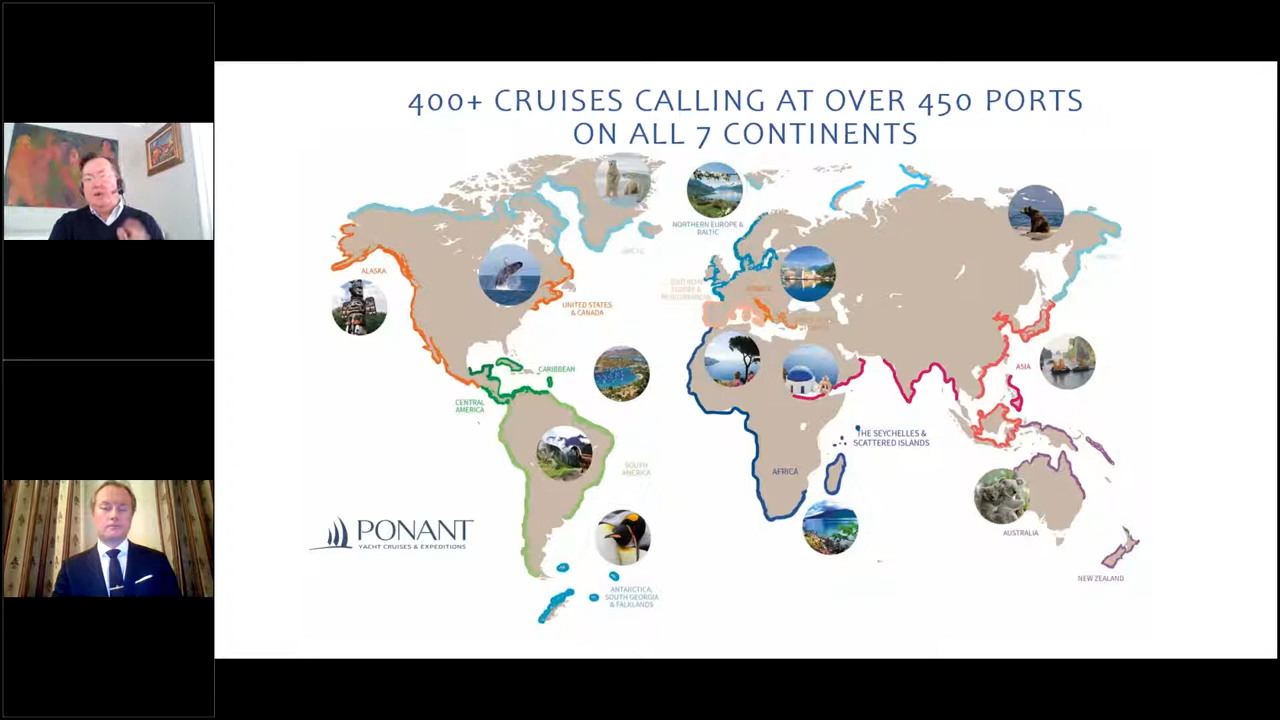 400+ CRUISES CALLING AT OVER 450 PORTS
ON ALL 7 CONTINENTS
NORTHERN EUROPE &
BALTIC
ARCTIC
ALASKA
UNITED STATES
& CANADA
EUROPE &
CARIBBEAN
CENTRAL
AMERICA
ASIA
THE SEYCHELLES &
SCATTERED ISLANDS
SOUTH
AMERICA
AFRICA
AUSTRALIA
PONANT
YACHT CRUISES & EXPEDITIONS
NEW ZEALAND
ANTARCTICA,
SOUTH GEORGIA
& FALKLANDS